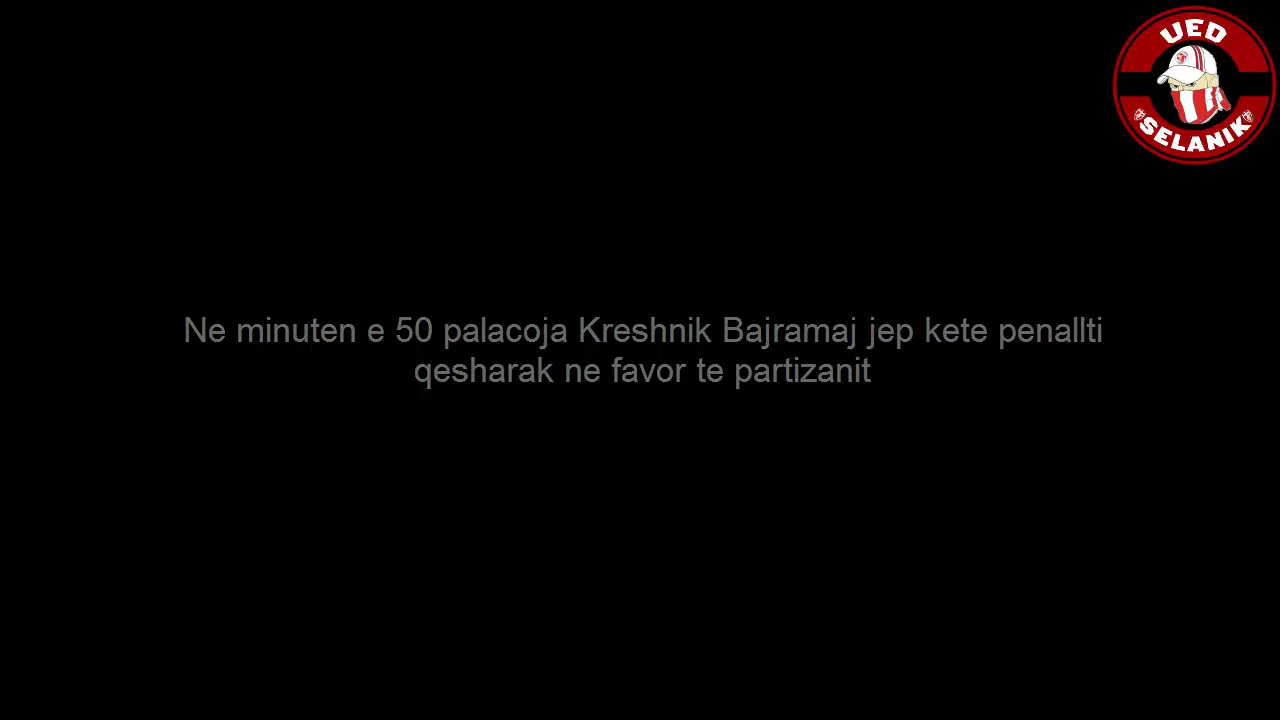 UED
SELANIK
Ne minuten e 50 palacoja Kreshnik Bajramaj jep kete penallti
qesharak ne favor te partizanit